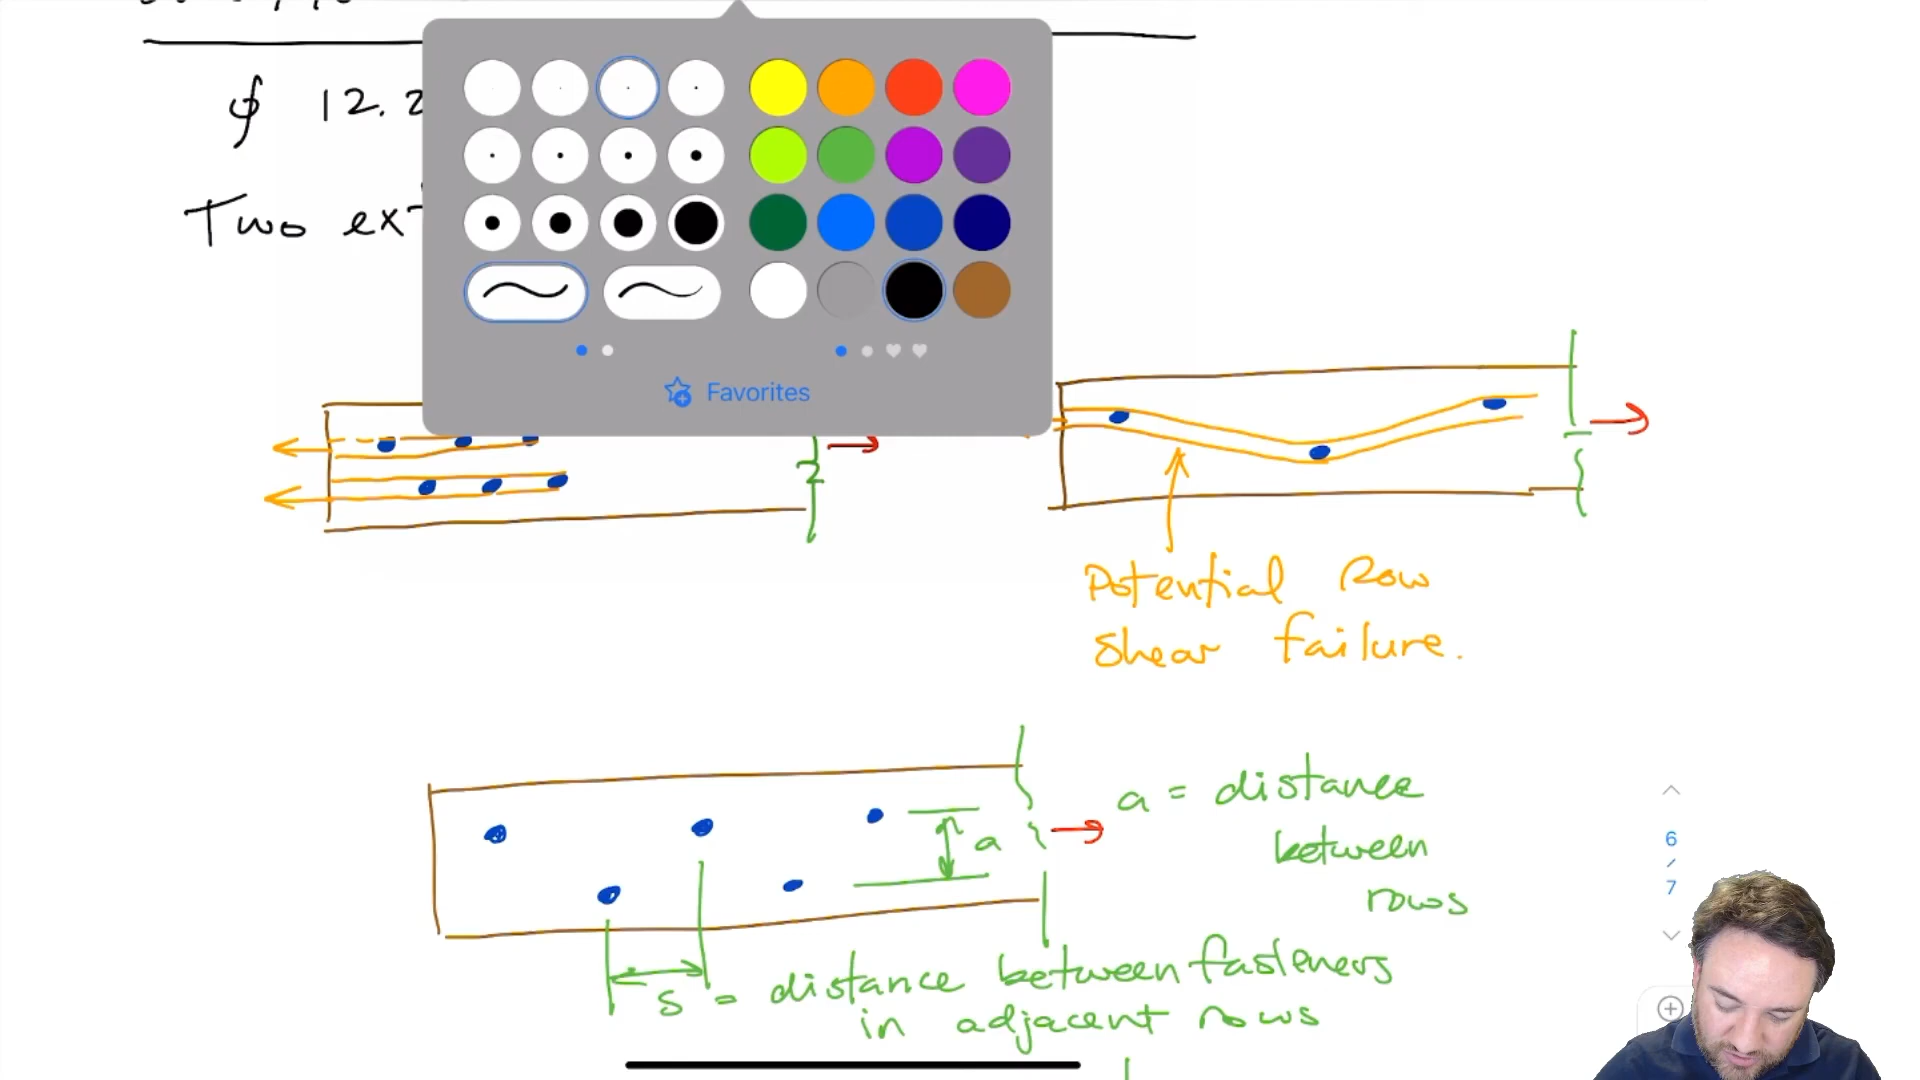 ∮ 12.2
Two ex
Favorites
Potential Row
shear failure.
a = distance
between
rows
a
s = distance between fasteners
in adjacent rows
6
/
7